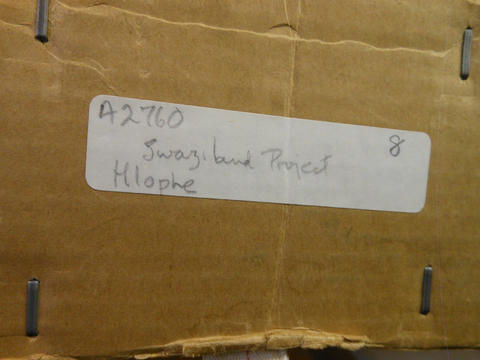 A2760 8
Swaziland Project
Hlophe